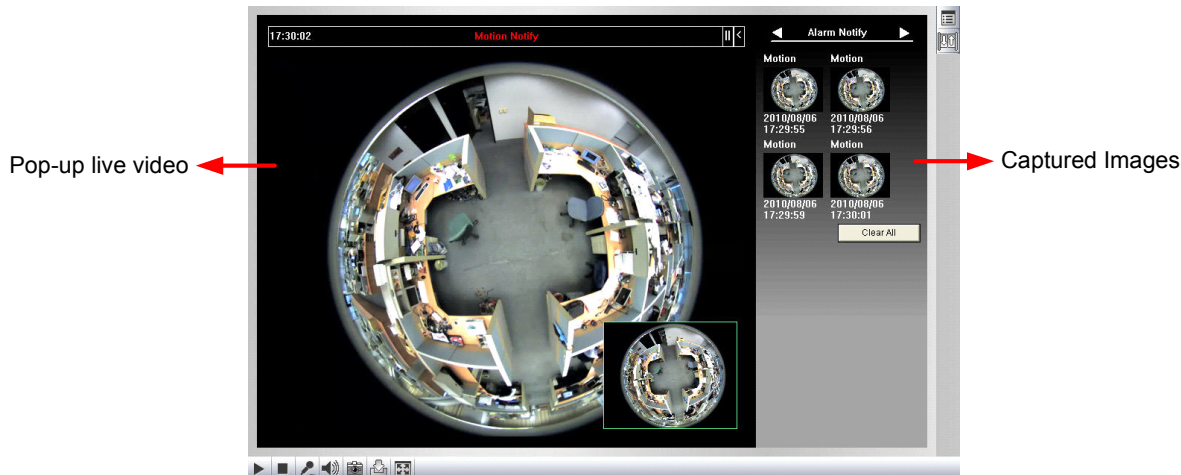 17:30:02 Motion Notify
Alarm Notify
Motion Motion
2010/08/06 2010/08/06
17:29:55 17:29:56
Motion Motion
2010/08/06 2010/08/06
17:29:59 17:30:01
Clear All
Pop-up live video
Captured Images